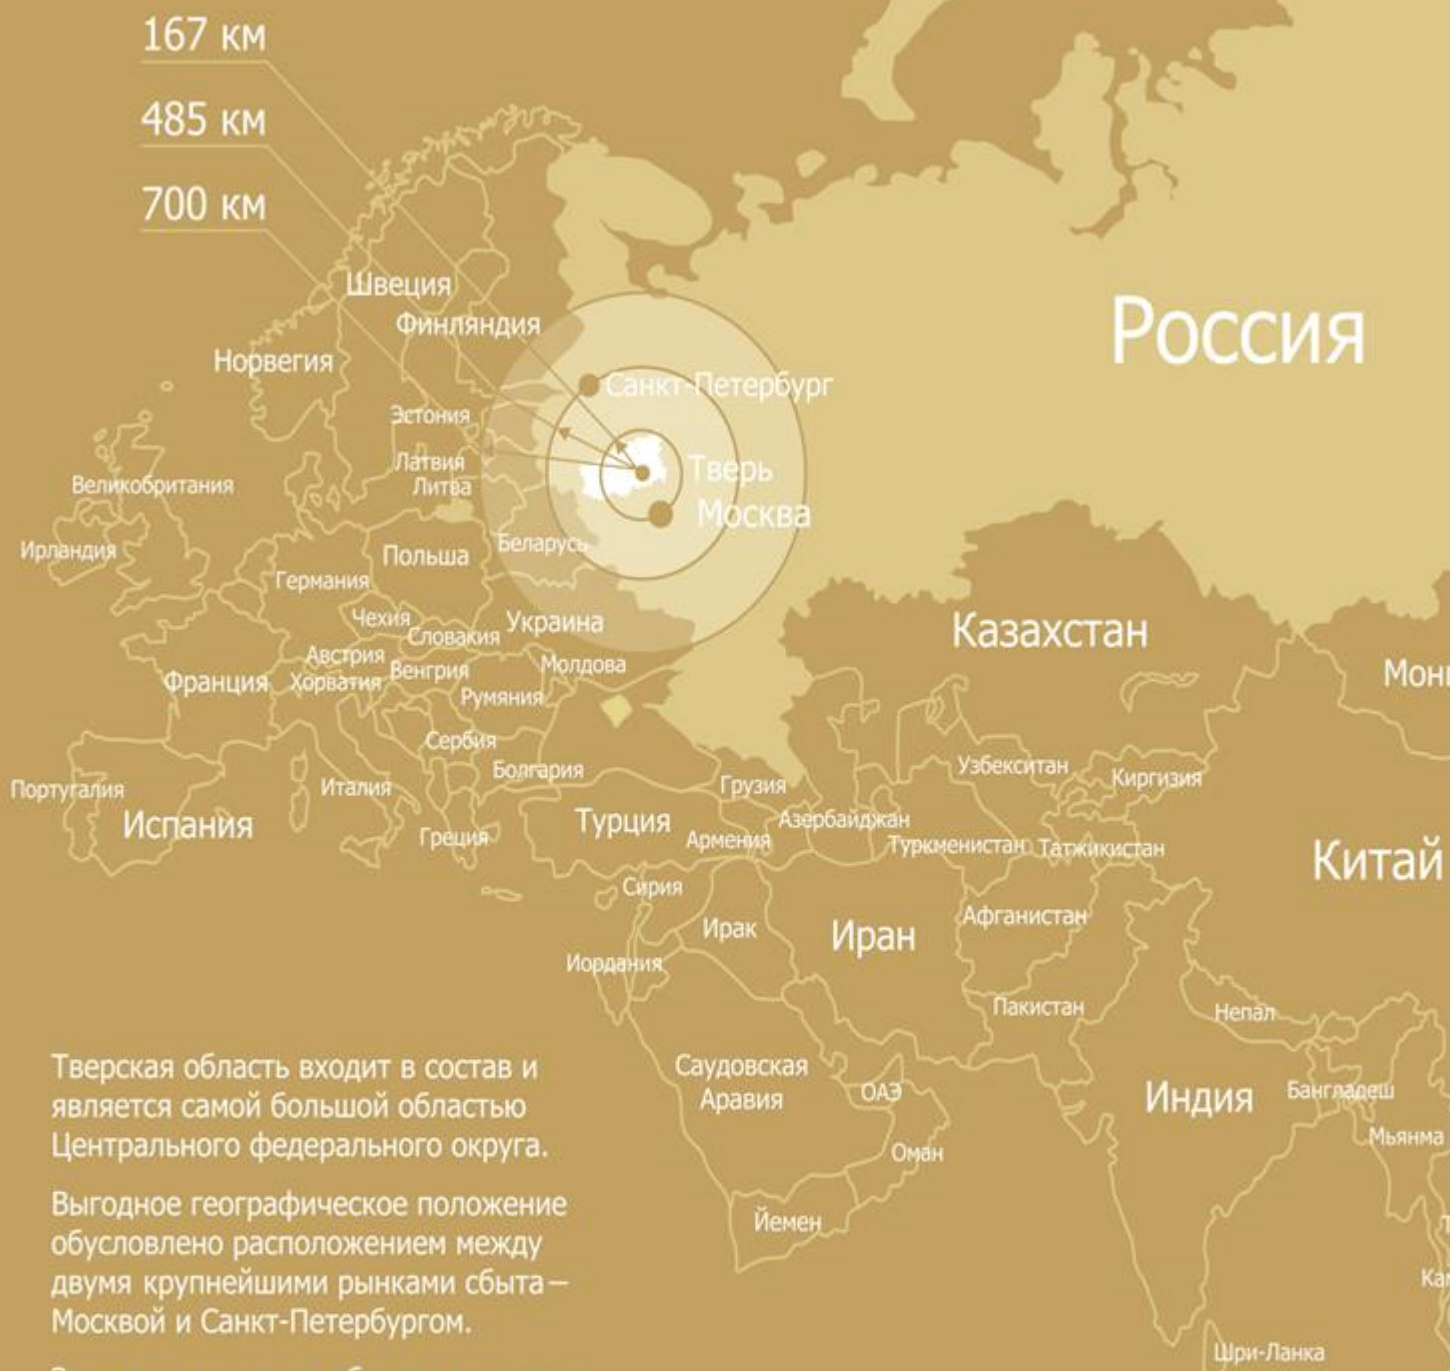 167 км
485 км
700 км
Швеция
Финляндия
Норвегия
Россия
Санкт-Петербург
Эстония
Латвия
Тверь
Литва
Великобритания
Москва
Ирландия
Польша
Беларусь
Германия
Чехия
Словакия
Украина
Казахстан
Австрия
Венгрия
Молдова
Франция
Хорватия
Румыния
Сербия
Болгария
Узбекситан
Киргизия
Португалия
Италия
Грузия
Испания
Турция
Азербайджан
Греция
Армения
Туркменистан
Татжикистан
Китай
Сирия
Афганистан
Ирак
Иран
Иордания
Пакистан
Непал
Саудовская
Аравия
ОАЭ
Индия
Бангладеш
Мьянма
Оман
Йемен
Шри-Ланка
Тверская область входит в состав и
является самой большой областью
Центрального федерального округа.
Выгодное географическое положение
обусловлено расположением между
двумя крупнейшими рынками сбыта –
Москвой и Санкт-Петербургом.